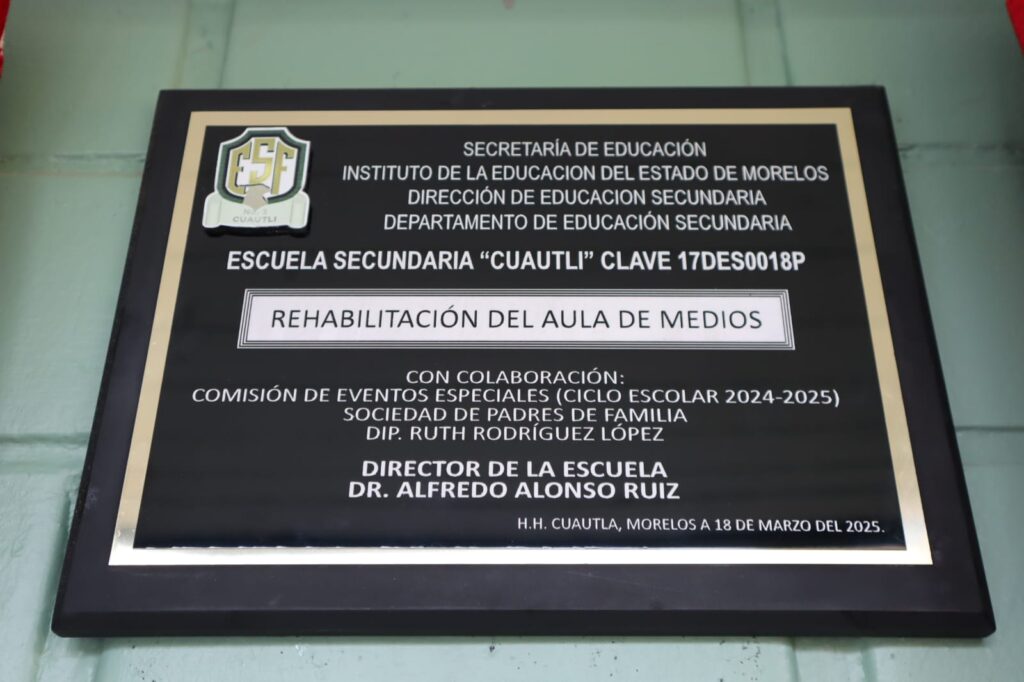 ESF
No. 2
CUAUTLI
SECRETARÍA DE EDUCACIÓN
INSTITUTO DE LA EDUCACION DEL ESTADO DE MORELOS
DIRECCIÓN DE EDUCACION SECUNDARIA
DEPARTAMENTO DE EDUCACIÓN SECUNDARIA
ESCUELA SECUNDARIA “CUAUTLI” CLAVE 17DES0018P
REHABILITACIÓN DEL AULA DE MEDIOS
CON COLABORACIÓN:
COMISIÓN DE EVENTOS ESPECIALES (CICLO ESCOLAR 2024-2025)
SOCIEDAD DE PADRES DE FAMILIA
DIP. RUTH RODRÍGUEZ LÓPEZ
DIRECTOR DE LA ESCUELA
DR. ALFREDO ALONSO RUIZ
H.H. CUAUTLA, MORELOS A 18 DE MARZO DEL 2025.